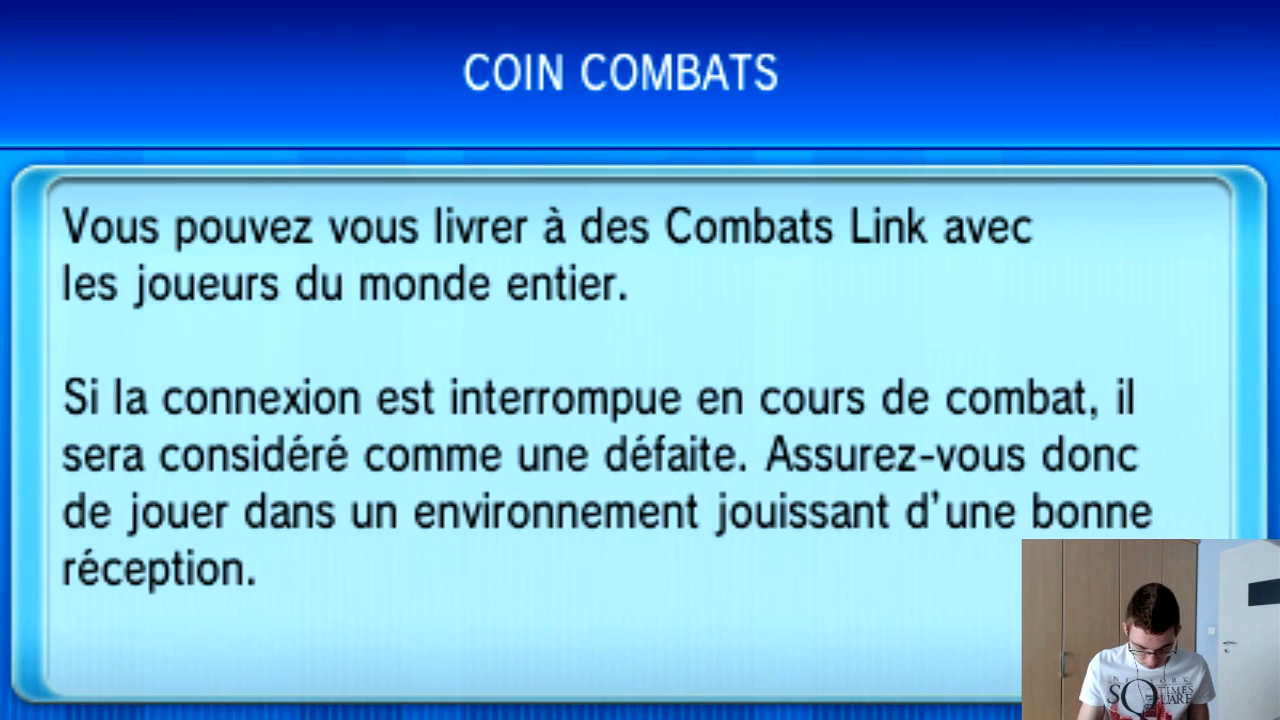 COIN COMBATS
Vous pouvez vous livrer à des Combats Link avec
les joueurs du monde entier.
Si la connexion est interrompue en cours de combat, il
sera considéré comme une défaite. Assurez-vous donc
de jouer dans un environnement jouissant d'une bonne
réception.
SQUARE
TIMES